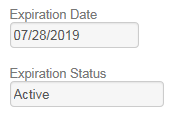 Expiration Date
07/28/2019
Expiration Status
Active